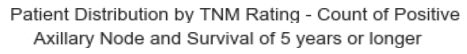 Patient Distribution by TNM Rating - Count of Positive
Axillary Node and Survival of 5 years or longer